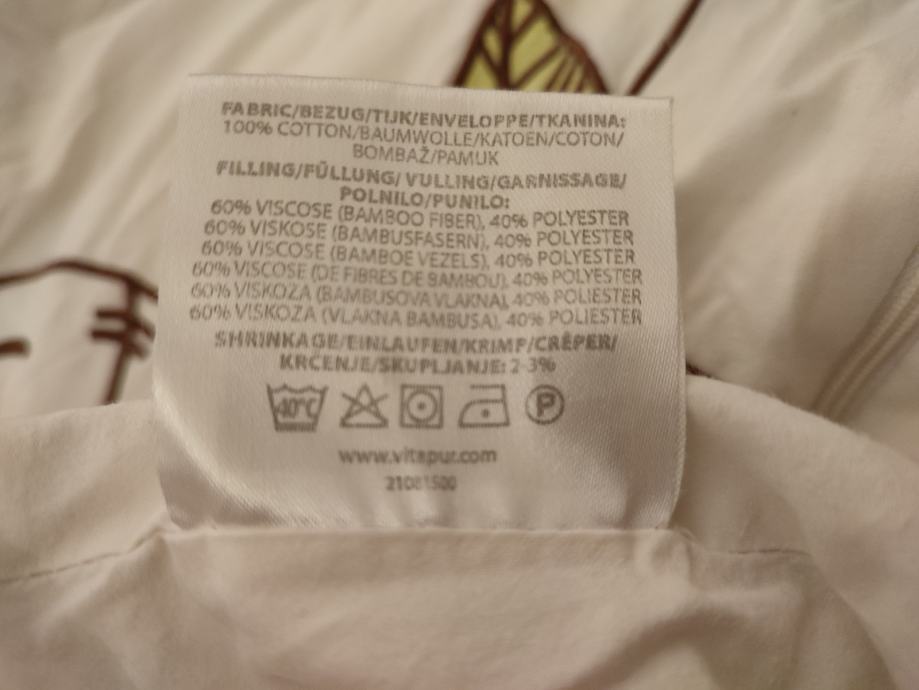 FABRIC/BEZUG/TIJK/ENVELOPPE/TKANINA:
100% COTTON/BAUMWOLLE/KATOEN/COTON/
BOMBAŽ/PAMUK
FILLING/FÜLLUNG/VULLING/GARNISSAGE/
POLNILO/PUNILO:
60% VISCOSE (BAMBOO FIBER), 40% POLYESTER
60% VISKOSE (BAMBUSFASERN), 40% POLYESTER
60% VISCOSE (BAMBOE VEZELS), 40% POLYESTER
60% VISCOSE (DE FIBRES DE BAMBOU), 40% POLYESTER
60% VISKOZA (BAMBUSOVA VLAKNA), 40% POLIESTER
60% VISKOZA (VLAKNA BAMBUSA), 40% POLIESTER
SHRINKAGE/EINLAUFEN/KRIMP/CRÊPER/
KRČENJE/SKUPLJANJE: 2-3%
40°C P
www.vitapur.com
21081500